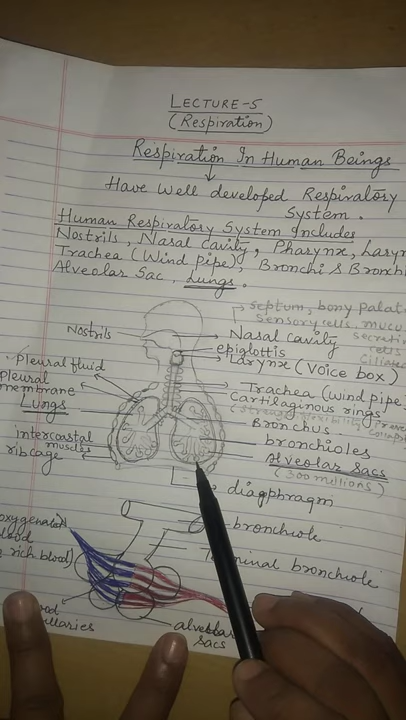 LECTURE-5
(Respiration)
Respiration In Human Beings
Have Well developed Respiratory
System.
Human Respiratory System Includes
Nostrils, Nasal Cavity, Pharynx, Laryn
Trachea (Wind pipe), Bronchi & Bronchi
Alveolar Sac, Lungs.
septum, bony palat
Sensory cells, mucu
Nostrils
Nasal cavity
epiglottis
Ciliate
Larynx (Voice box)
pleural fluid
pleural
membrane
Trachea (wind pipe
Cartilaginous rings
Lungs
Bronchus
intercostal
muscles
bronchioles
ribcage
Alveolar Sacs
(300 millions)
diagphragm
oxygenated
blood
rich blood)
bronchiole
Terminal bronchiole
alveolar
sacs